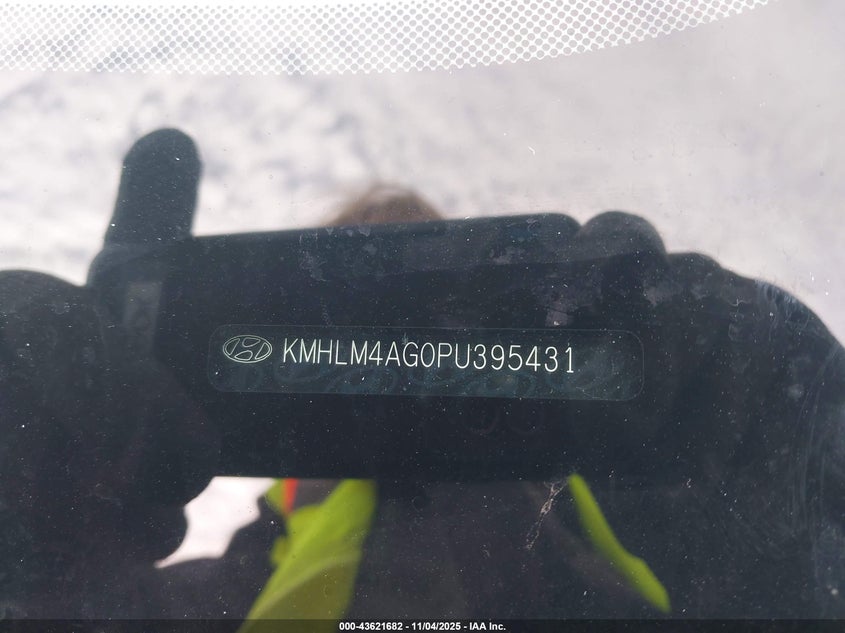 KMHLM4AG0PU395431
000-43621682 - 11/04/2025 - IAA Inc.